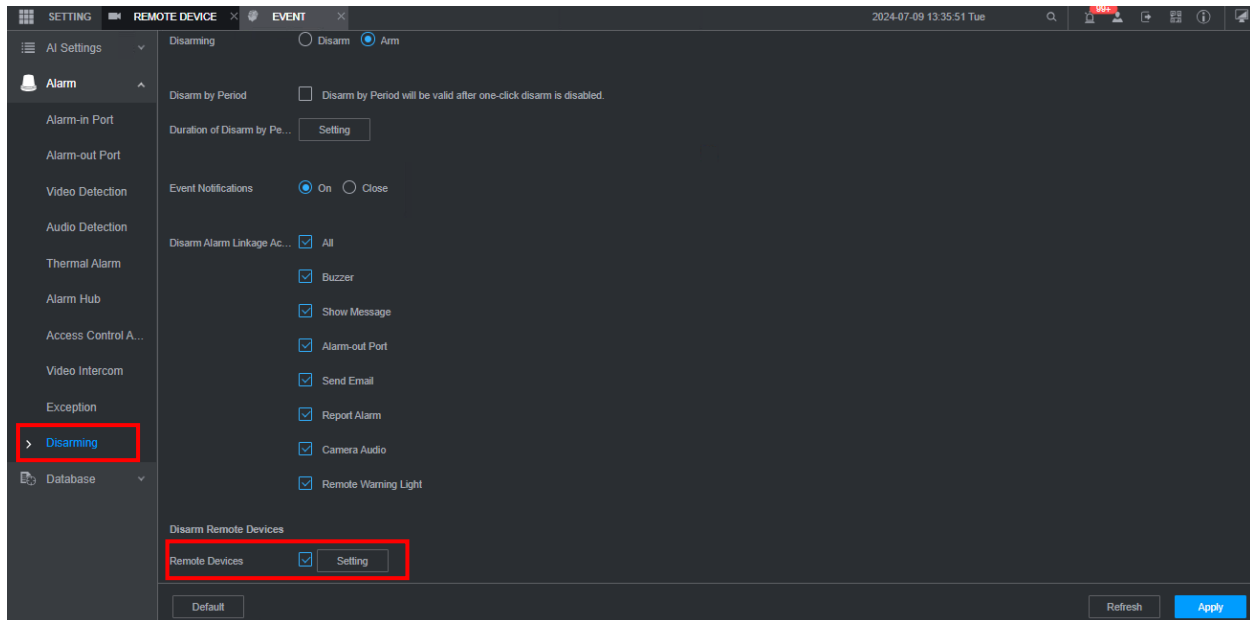 SETTING REMOTE DEVICE EVENT 2024-07-09 13:35:51 Tue 99+
AI Settings
Alarm
Alarm-in Port
Alarm-out Port
Video Detection
Audio Detection
Thermal Alarm
Alarm Hub
Access Control A...
Video Intercom
Exception
Disarming
Database
Disarming Disarm Arm
Disarm by Period Disarm by Period will be valid after one-click disarm is disabled.
Duration of Disarm by Pe... Setting
Event Notifications On Close
Disarm Alarm Linkage Ac... All
Buzzer
Show Message
Alarm-out Port
Send Email
Report Alarm
Camera Audio
Remote Warning Light
Disarm Remote Devices
Remote Devices Setting
Default Refresh Apply